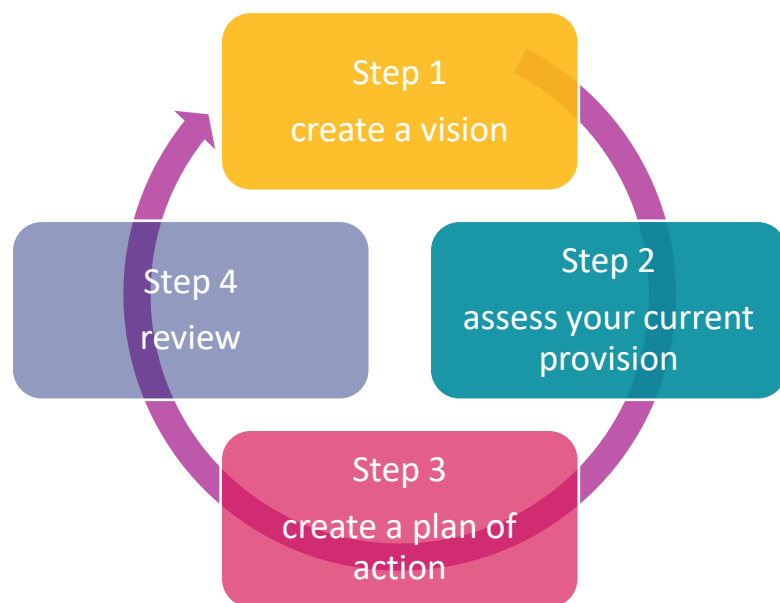 Step 1
create a vision
Step 2
assess your current
provision
Step 3
create a plan of
action
Step 4
review